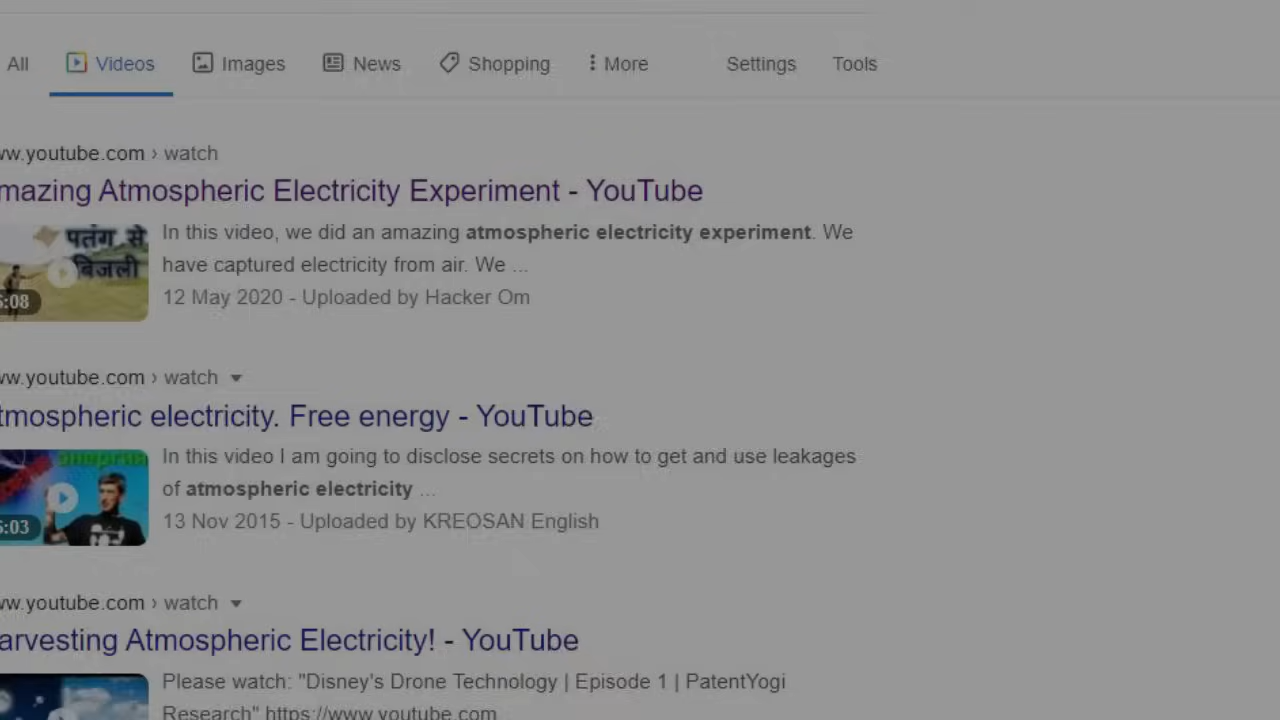 All Videos Images News Shopping More Settings Tools
ww.youtube.com › watch
mazing Atmospheric Electricity Experiment - YouTube
पतंग से
बिजली
In this video, we did an amazing atmospheric electricity experiment. We
have captured electricity from air. We ...
:08
12 May 2020 - Uploaded by Hacker Om
ww.youtube.com › watch
tmospheric electricity. Free energy - YouTube
In this video I am going to disclose secrets on how to get and use leakages
of atmospheric electricity ...
:03
13 Nov 2015 - Uploaded by KREOSAN English
ww.youtube.com › watch
arvesting Atmospheric Electricity! - YouTube
Please watch: "Disney's Drone Technology | Episode 1 | PatentYogi
Research" https://www.youtube.com